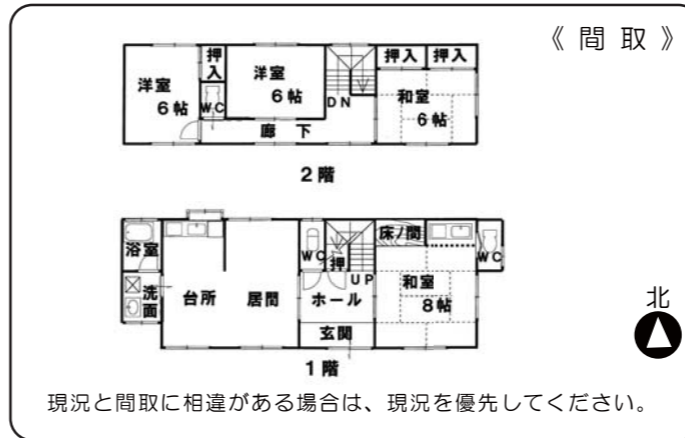 《 間 取 》
洋室
6帖
押入
WC
洋室
6帖
DN
押入
押入
和室
6帖
廊 下
2階
浴室
洗面
台所
居間
WC
押
UP
ホール
玄関
床ノ間
和室
8帖
WC
1階
北
現況と間取に相違がある場合は、現況を優先してください。